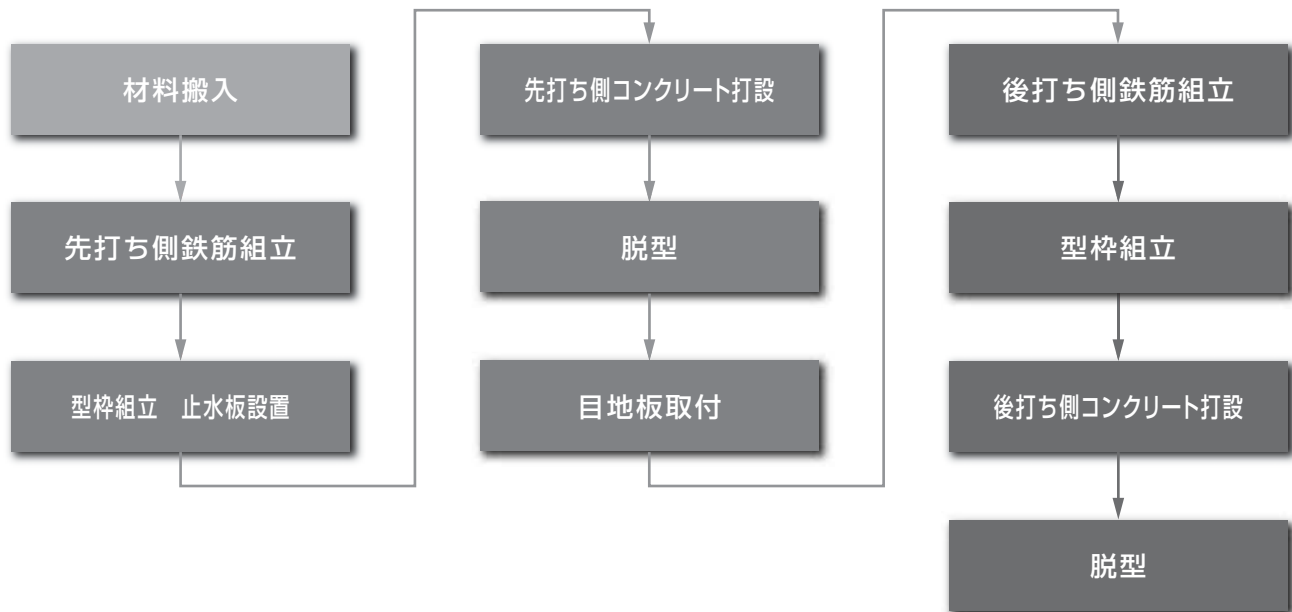 材料搬入
先打ち側鉄筋組立
型枠組立　止水板設置
先打ち側コンクリート打設
脱型
目地板取付
後打ち側鉄筋組立
型枠組立
後打ち側コンクリート打設
脱型